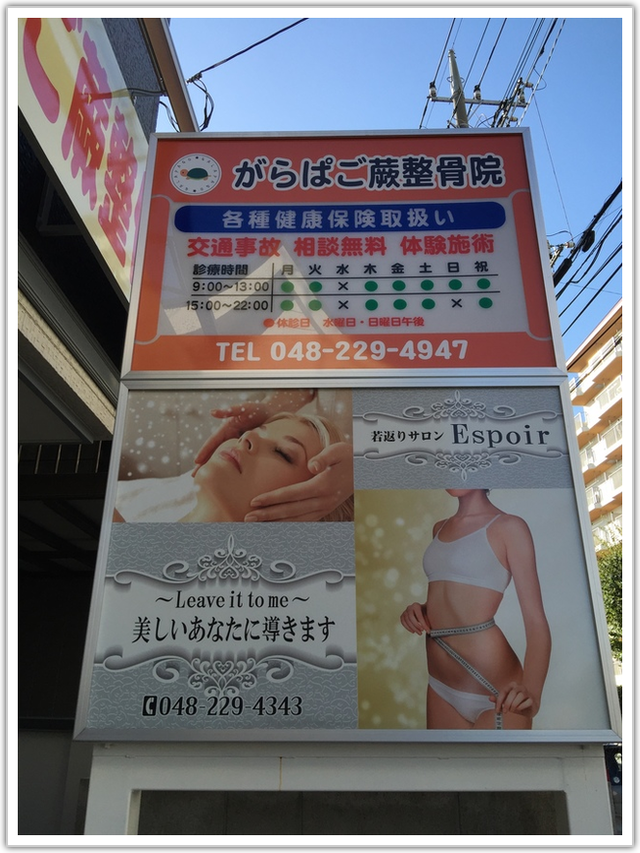 蕨整
がらぱご蕨整骨院
各種健康保険取扱い
交通事故 相談無料 体験施術
診療時間 月 火 水 木 金 土 日 祝
9:00〜13:00 ● ● × ● ● ● ● ●
15:00〜22:00 ● ● × ● ● ● × ●
●休診日 水曜日・日曜日午後
TEL 048-229-4947
若返りサロン Espoir
〜Leave it to me〜
美しいあなたに導きます
048-229-4343